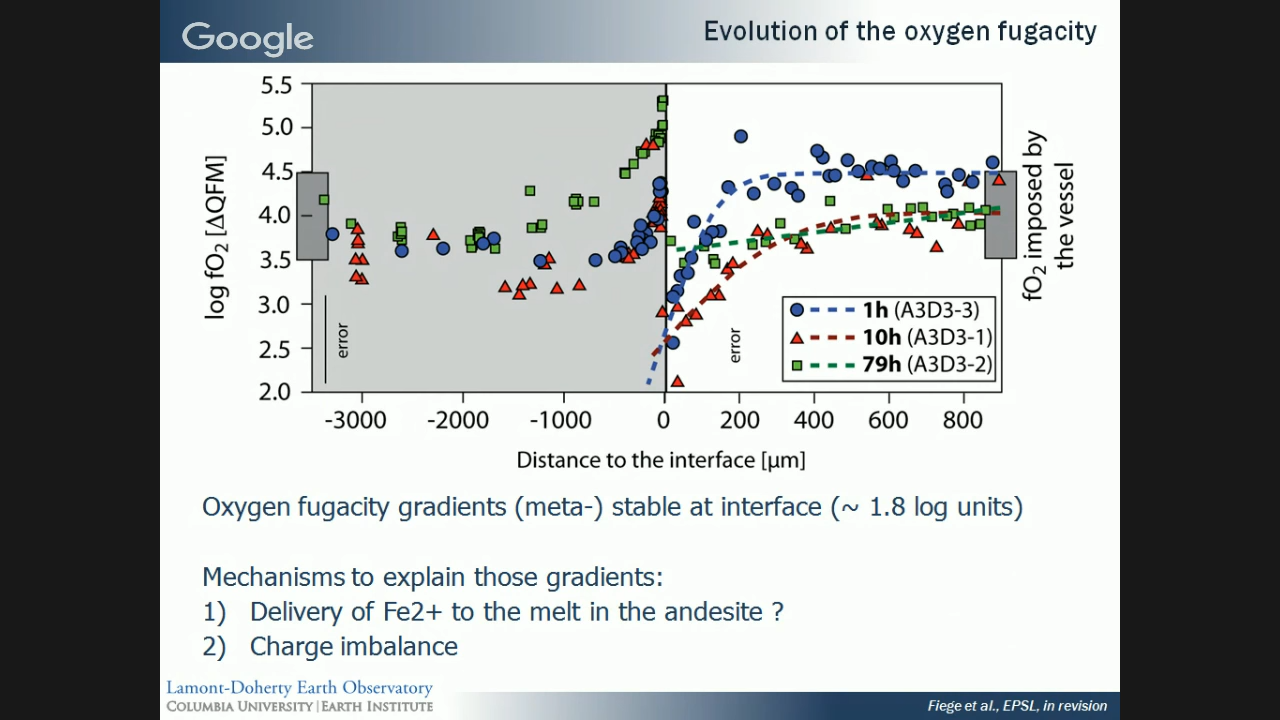 Google
Evolution of the oxygen fugacity
5.5
5.0
4.5
4.0
3.5
3.0
2.5
2.0
log fO₂ [ΔQFM]
error
error
1h (A3D3-3)
10h (A3D3-1)
79h (A3D3-2)
fO₂ imposed by
the vessel
-3000 -2000 -1000 0 200 400 600 800
Distance to the interface [µm]
Oxygen fugacity gradients (meta-) stable at interface (~ 1.8 log units)
Mechanisms to explain those gradients:
1) Delivery of Fe2+ to the melt in the andesite ?
2) Charge imbalance
Lamont-Doherty Earth Observatory
COLUMBIA UNIVERSITY | EARTH INSTITUTE
Fiege et al., EPSL, in revision